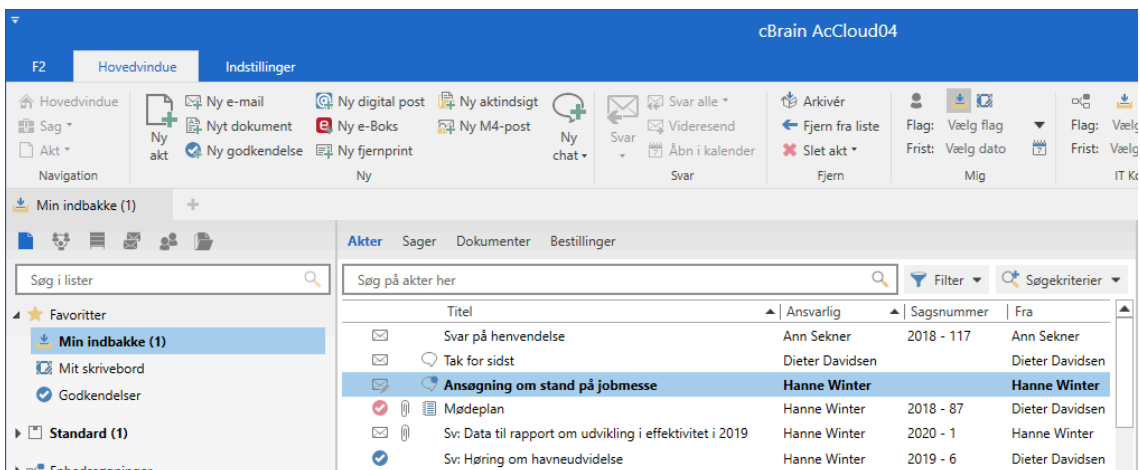 cBrain AcCloud04
F2 Hovedvindue Indstillinger
Hovedvindue Ny e-mail Ny digital post Ny aktindsigt Svar alle Arkivér
Sag Nyt dokument Ny e-Boks Ny M4-post Videresend Fjern fra liste Flag: Vælg flag Flag: Vælg
Akt Ny akt Ny godkendelse Ny fjernprint Ny chat Svar Åbn i kalender Slet akt Frist: Vælg dato Frist: Vælg
Navigation Ny Svar Fjern Mig
Min indbakke (1)
Akter Sager Dokumenter Bestillinger
Søg i lister Søg på akter her Filter Søgekriterier
Titel Ansvarlig Sagsnummer Fra
Favoritter
Svar på henvendelse Ann Sekner 2018 - 117 Ann Sekner
Min indbakke (1)
Tak for sidst Dieter Davidsen Dieter Davidsen
Mit skrivebord
Ansøgning om stand på jobmesse Hanne Winter Hanne Winter
Godkendelser
Mødeplan Hanne Winter 2018 - 87 Dieter Davidsen
Standard (1)
Sv: Data til rapport om udvikling i effektivitet i 2019 Hanne Winter 2020 - 1 Hanne Winter
Sv: Høring om havneudvidelse Hanne Winter 2019 - 6 Dieter Davidsen